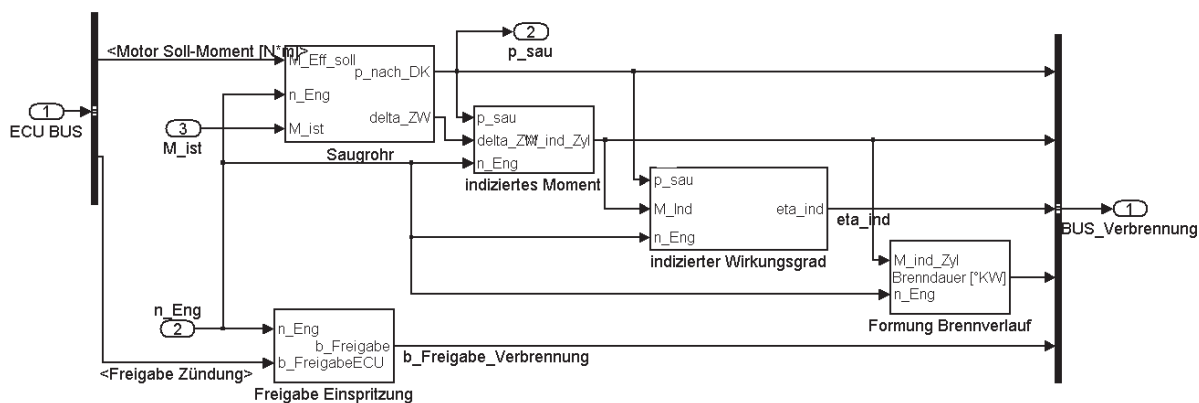 <Motor Soll-Moment [N*m]>
1
ECU BUS
3
M_ist
M_Eff_soll
p_nach_DK
n_Eng
delta_ZW
M_ist
Saugrohr
2
p_sau
p_sau
delta_ZW
M_ind_Zyl
n_Eng
indiziertes Moment
p_sau
M_Ind
eta_ind
n_Eng
indizierter Wirkungsgrad
eta_ind
M_ind_Zyl
Brenndauer [°KW]
n_Eng
Formung Brennverlauf
1
BUS_Verbrennung
n_Eng
2
<Freigabe Zündung>
n_Eng
b_Freigabe
b_FreigabeECU
Freigabe Einspritzung
b_Freigabe_Verbrennung